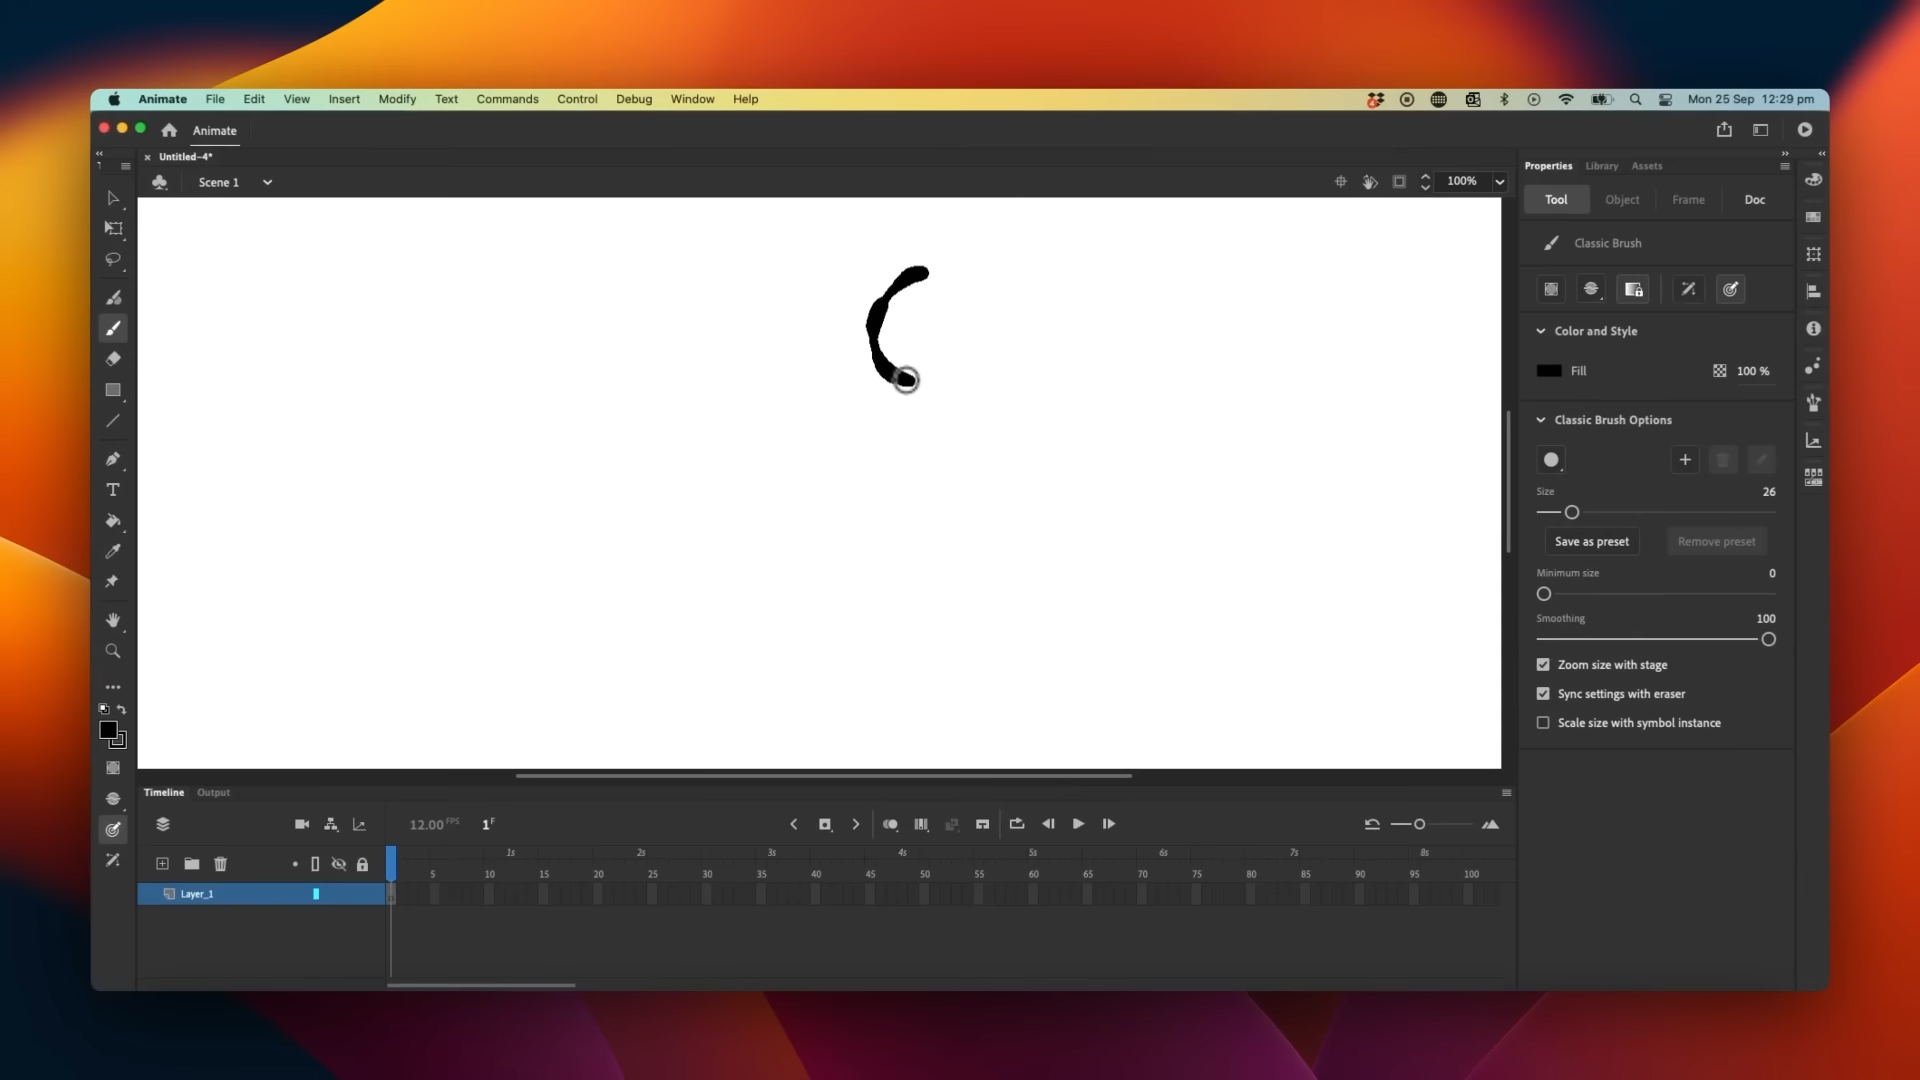 Animate File Edit View Insert Modify Text Commands Control Debug Window Help Mon 25 Sep 12:29 pm
Animate
Untitled-4*
Scene 1 100%
Properties Library Assets
Tool Object Frame Doc
Classic Brush
Color and Style
Fill 100 %
Classic Brush Options
Size 26
Save as preset Remove preset
Minimum size 0
Smoothing 100
Zoom size with stage
Sync settings with eraser
Scale size with symbol instance
Timeline Output
12.00 FPS 1 F
1s 2s 3s 4s 5s 6s 7s 8s
5 10 15 20 25 30 35 40 45 50 55 60 65 70 75 80 85 90 95 100
Layer_1